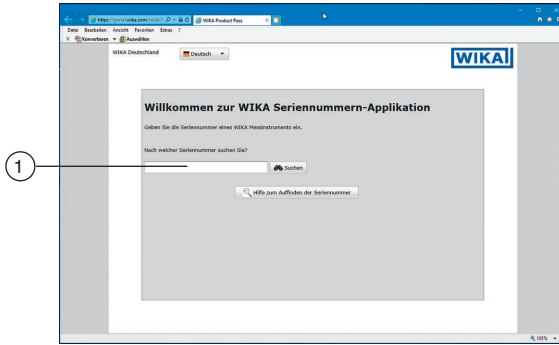 https://portal.wika.com/serial/?
WIKA Product Pass
Datei Bearbeiten Ansicht Favoriten Extras ?
x Konvertieren Auswählen
WIKA Deutschland
Deutsch
WIKA
Willkommen zur WIKA Seriennummern-Applikation
Geben Sie die Seriennummer eines WIKA Messinstruments ein.
Nach welcher Seriennummer suchen Sie?
1
Suchen
Hilfe zum Auffinden der Seriennummer
105%